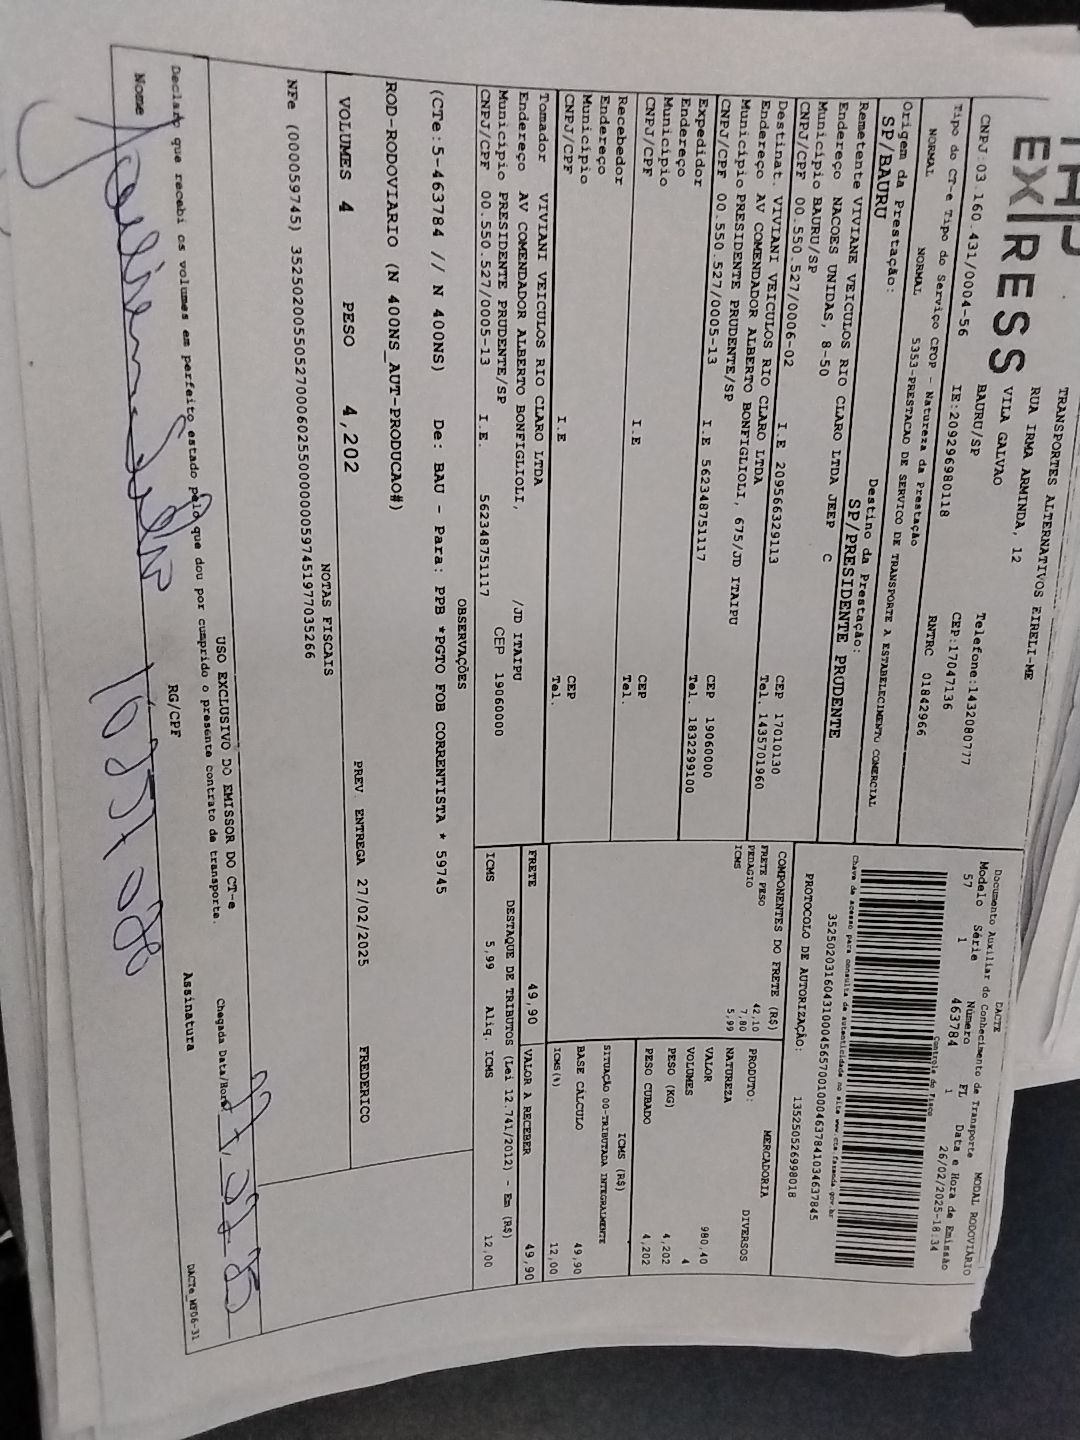 EX|RESS
TRANSPORTES ALTERNATIVOS EIRELI-ME
RUA IRMA ARMINDA, 12
VILA GALVAO
BAURU/SP
Telefone:1432080777
CEP:17047136
CNPJ:03.160.431/0004-56 IE:209296980118
RNTRC 01842966
Tipo do CT-e Tipo do Serviço CFOP - Natureza da Prestação
NORMAL NORMAL 5353-PRESTACAO DE SERVICO DE TRANSPORTE A ESTABELECIMENTO COMERCIAL
Origem da Prestação: Destino da Prestação:
SP/BAURU SP/PRESIDENTE PRUDENTE
Remetente VIVIANE VEICULOS RIO CLARO LTDA JEEP C
Endereço NACOES UNIDAS, 8-50
Município BAURU/SP CEP 17010130
CNPJ/CPF 00.550.527/0006-02 I.E 209566329113 Tel. 1435701960
Destinat. VIVIANI VEICULOS RIO CLARO LTDA
Endereço AV COMENDADOR ALBERTO BONFIGLIOLI, 675/JD ITAIPU
Município PRESIDENTE PRUDENTE/SP CEP 19060000
CNPJ/CPF 00.550.527/0005-13 I.E 562348751117 Tel. 1832299100
Expedidor
Endereço
Município CEP
CNPJ/CPF I.E Tel.
Recebedor
Endereço
Município CEP
CNPJ/CPF I.E Tel.
Tomador VIVIANI VEICULOS RIO CLARO LTDA
Endereço AV COMENDADOR ALBERTO BONFIGLIOLI, /JD ITAIPU
Município PRESIDENTE PRUDENTE/SP CEP 19060000
CNPJ/CPF 00.550.527/0005-13 I.E. 562348751117
DACTE
Documento Auxiliar do Conhecimento de Transporte MODAL RODOVIÁRIO
Modelo Série Número FL Data e Hora de Emissão
57 1 463784 1 26/02/2025-18:34
Controle do Fisco
Chave de acesso para consulta de autenticidade no site www.cte.fazenda.gov.br
35250203160431000456570010004637841034637845
PROTOCOLO DE AUTORIZAÇÃO: 135250526998018
COMPONENTES DO FRETE (R$)
FRETE PESO 42,10
PEDAGIO 7,80
ICMS 5,99
MERCADORIA
PRODUTO: DIVERSOS
NATUREZA
VALOR 980,40
VOLUMES 4
PESO (KG) 4,202
PESO CUBADO 4,202
ICMS (R$)
SITUAÇÃO 00-TRIBUTADA INTEGRALMENTE
BASE CÁLCULO 49,90
ICMS(%) 12,00
FRETE 49,90 VALOR A RECEBER 49,90
DESTAQUE DE TRIBUTOS (Lei 12.741/2012) - Em (R$)
ICMS 5,99 Aliq. ICMS 12,00
OBSERVAÇÕES
(CTe:5-463784 // N 400NS) De: BAU - Para: PPB *PGTO FOB CORRENTISTA * 59745
ROD-RODOVIARIO (N 400NS_AUT-PRODUCAO#)
VOLUMES 4 PESO 4,202 PREV. ENTREGA 27/02/2025 FREDERICO
NOTAS FISCAIS
NFe (000059745)
USO EXCLUSIVO DO EMISSOR DO CT-e
Declaro que recebi os volumes em perfeito estado pelo que dou por cumprido o presente contrato de transporte.
Chegada Data/Hora:
Nome RG/CPF Assinatura
DACTe_MT06-31